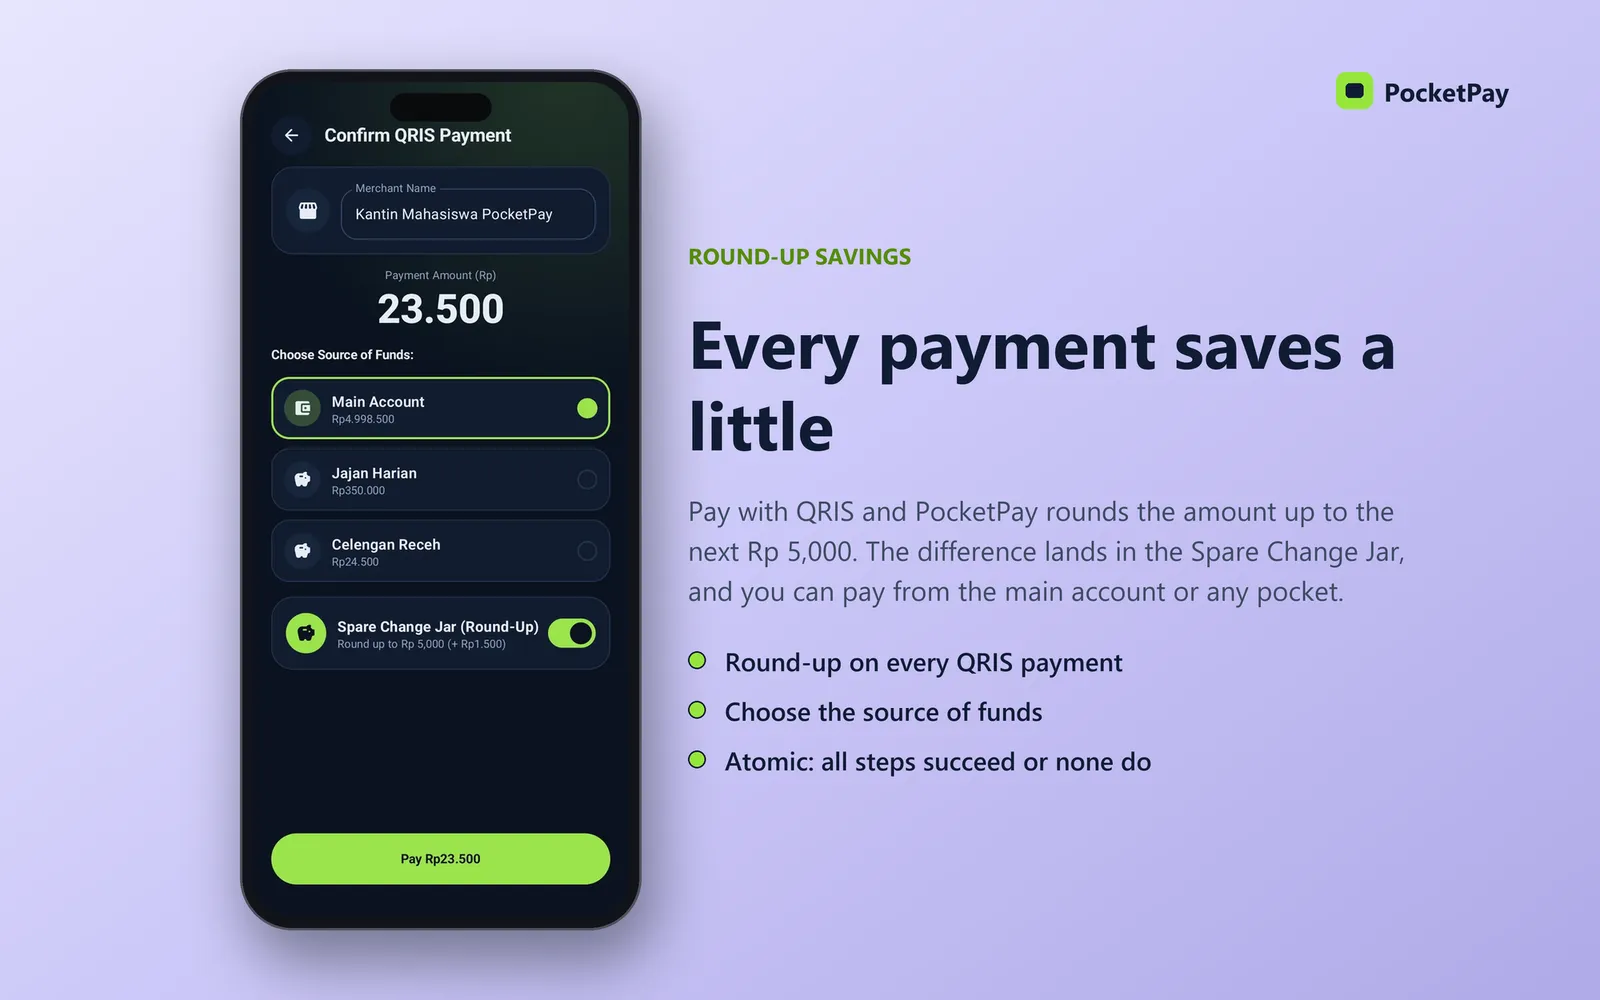 Confirm QRIS Payment
Merchant Name
Kantin Mahasiswa PocketPay
Payment Amount (Rp)
23.500
Choose Source of Funds:
Main Account
Rp4.998.500
Jajan Harian
Rp350.000
Celengan Receh
Rp24.500
Spare Change Jar (Round-Up)
Round up to Rp 5,000 (+ Rp1.500)
Pay Rp23.500
PocketPay
ROUND-UP SAVINGS
Every payment saves a
little
Pay with QRIS and PocketPay rounds the amount up to the
next Rp 5,000. The difference lands in the Spare Change Jar,
and you can pay from the main account or any pocket.
Round-up on every QRIS payment
Choose the source of funds
Atomic: all steps succeed or none do